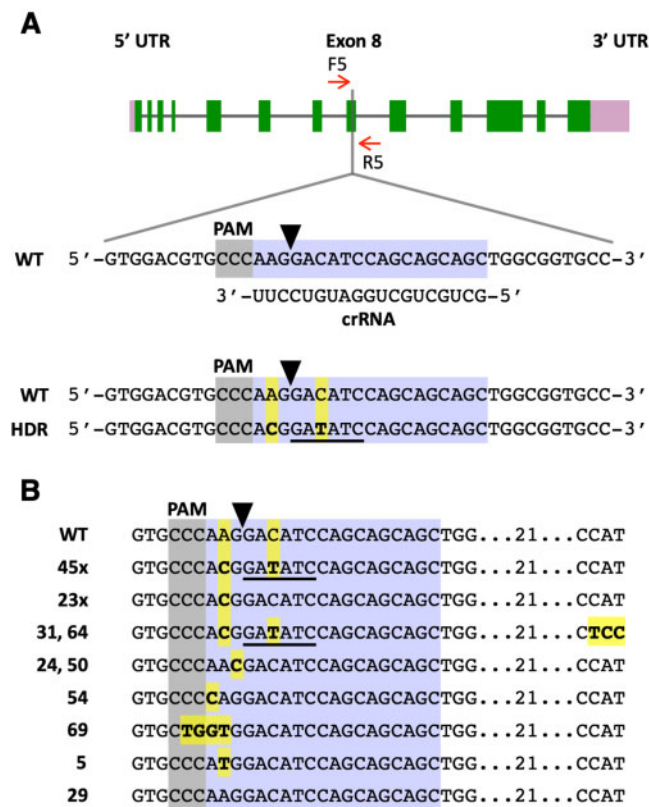 A
5′ UTR Exon 8 3′ UTR
F5
R5
PAM
WT 5′-GTGGACGTGCCCAAGGACATCCAGCAGCAGCTGGCGGTGCC-3′
3′-UUCCUGUAGGUCGUCGUCG-5′
crRNA
PAM
WT 5′-GTGGACGTGCCCAAGGACATCCAGCAGCAGCTGGCGGTGCC-3′
HDR 5′-GTGGACGTGCCCACGGATATCCAGCAGCAGCTGGCGGTGCC-3′
B
PAM
WT GTGCCCAAGGACATCCAGCAGCAGCTGG...21...CCAT
45x GTGCCCACGGATATCCAGCAGCAGCTGG...21...CCAT
23x GTGCCCACGGACATCCAGCAGCAGCTGG...21...CCAT
31, 64 GTGCCCACGGATATCCAGCAGCAGCTGG...21...CTCC
24, 50 GTGCCCAACGACATCCAGCAGCAGCTGG...21...CCAT
54 GTGCCCCAGGACATCCAGCAGCAGCTGG...21...CCAT
69 GTGCTGGTGGACATCCAGCAGCAGCTGG...21...CCAT
5 GTGCCCATGGACATCCAGCAGCAGCTGG...21...CCAT
29 GTGCCCAAGGACATCCAGCAGCAGCTGG...21...CCAT